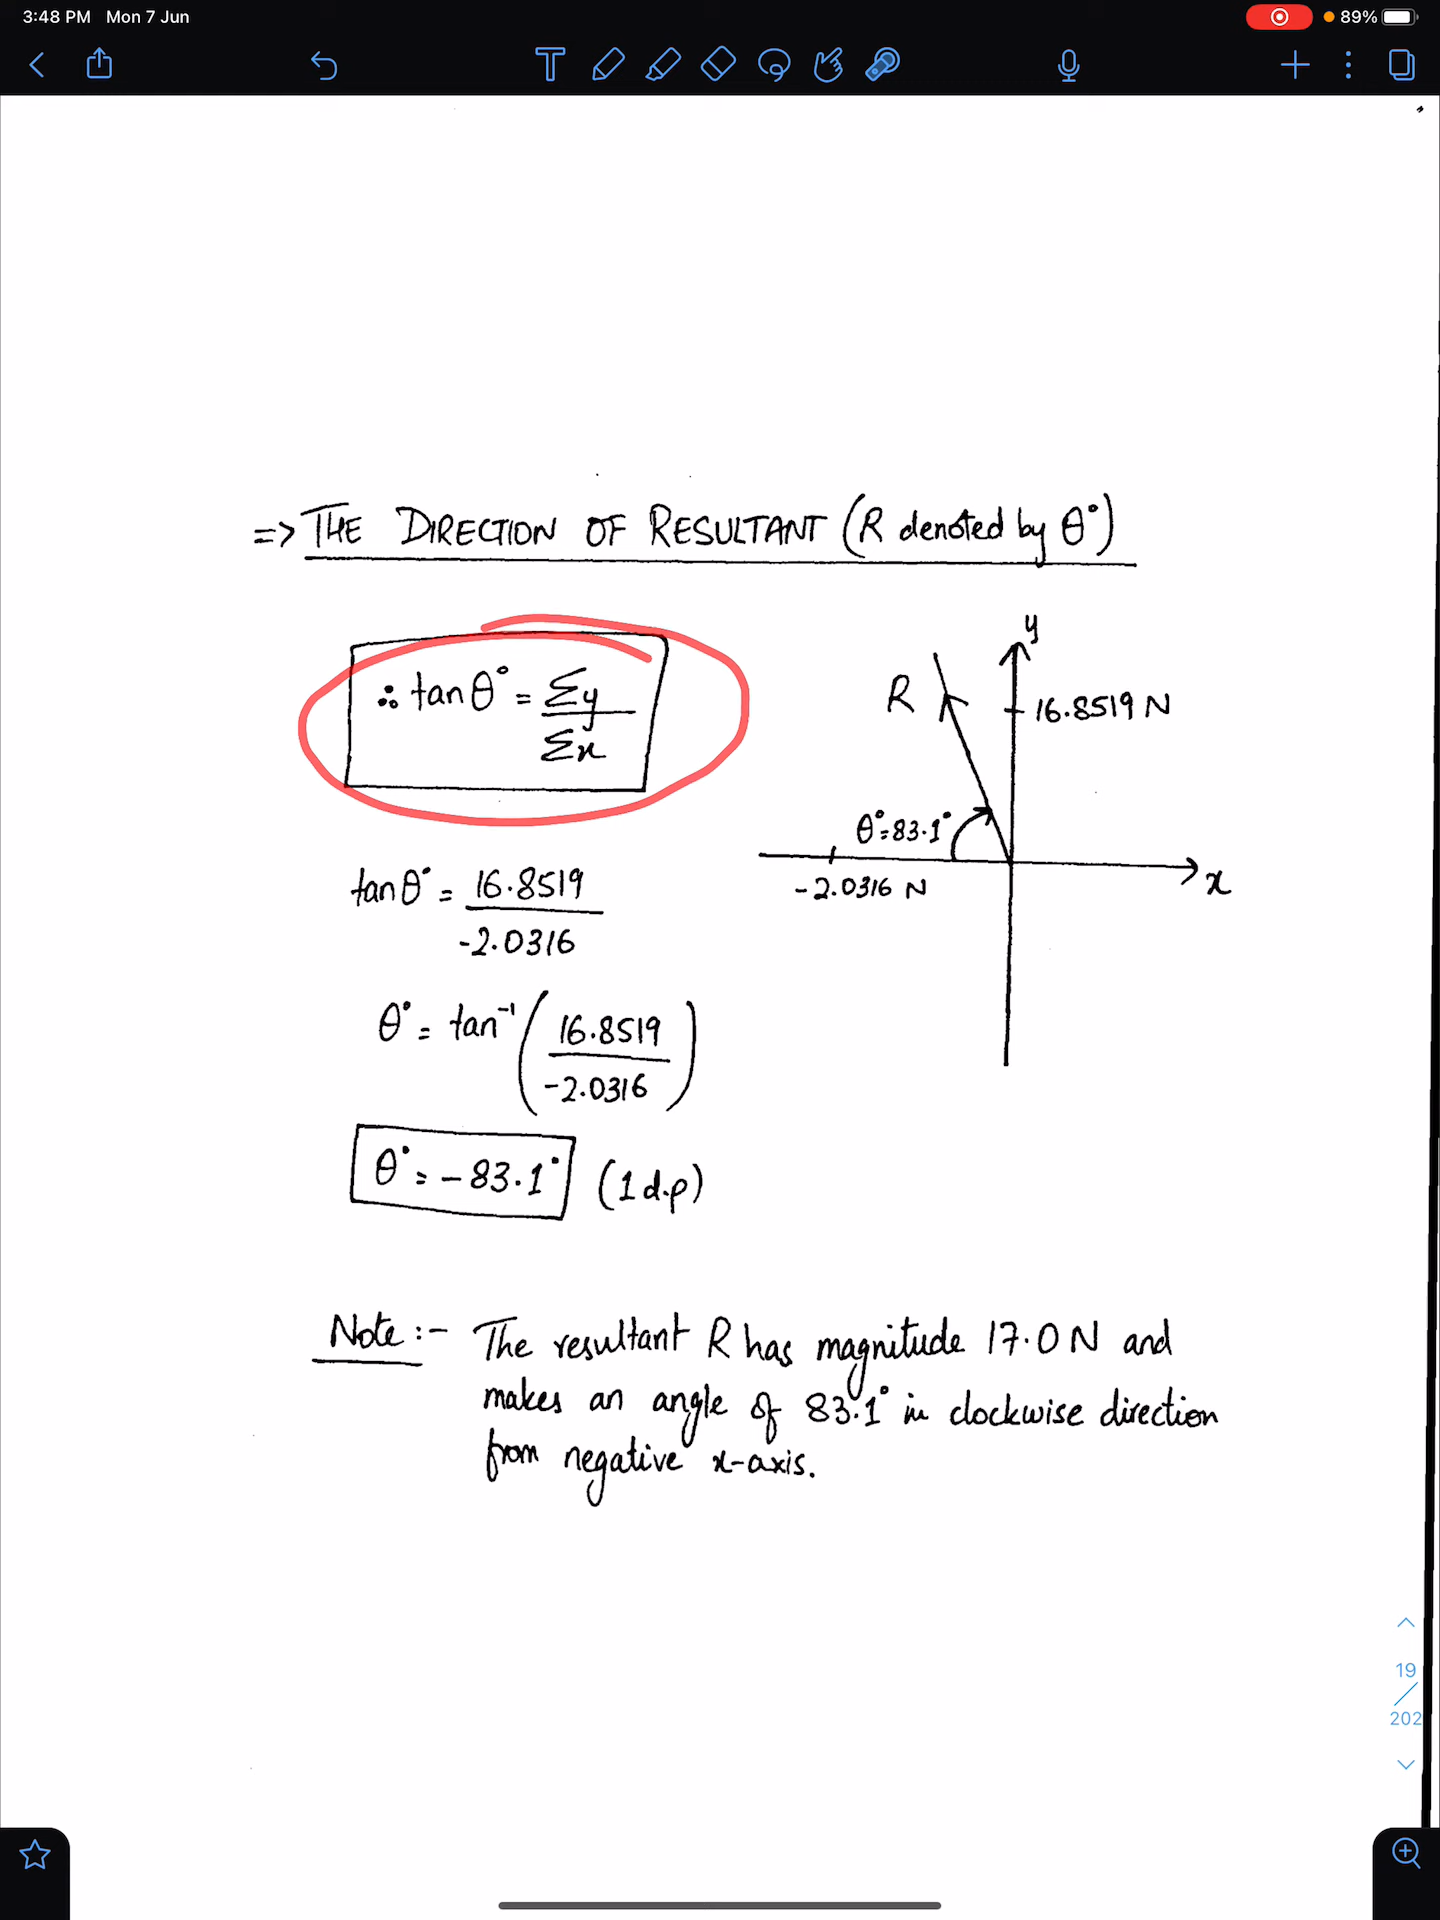 3:48 PM Mon 7 Jun
89%
=> THE DIRECTION OF RESULTANT (R denoted by θ°)
∴ tanθ° = Σy
Σx
y
R
16.8519 N
θ°=83.1°
-2.0316 N
x
tanθ° = 16.8519
-2.0316
θ° = tan⁻¹ (16.8519
-2.0316)
θ° = -83.1° (1 d.p)
Note :- The resultant R has magnitude 17.0 N and
makes an angle of 83.1° in clockwise direction
from negative x-axis.
19
202